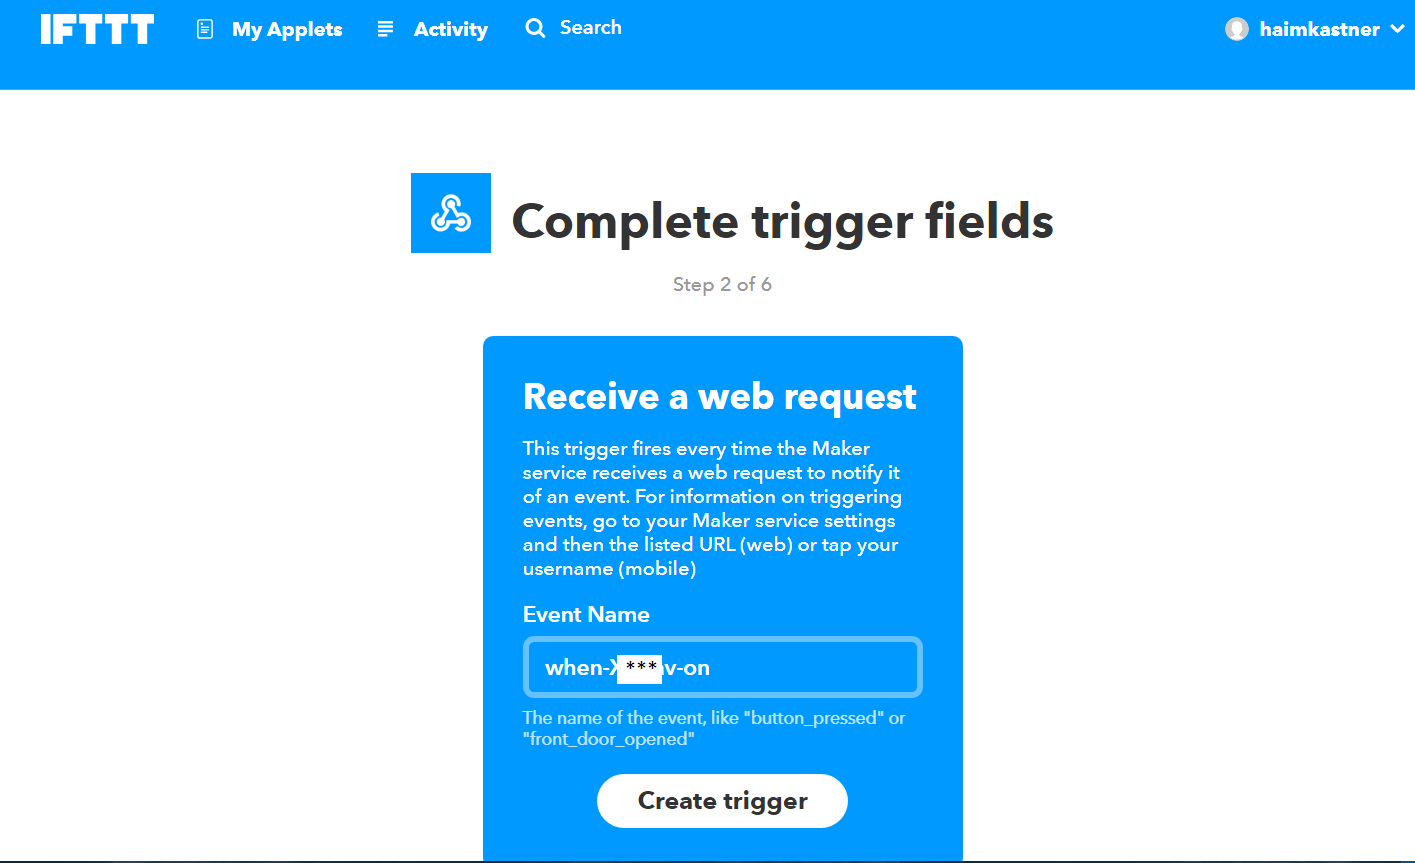 IFTTT My Applets Activity Search haimkastner
Complete trigger fields
Step 2 of 6
Receive a web request
This trigger fires every time the Maker
service receives a web request to notify it
of an event. For information on triggering
events, go to your Maker service settings
and then the listed URL (web) or tap your
username (mobile)
Event Name
when-***-on
The name of the event, like "button_pressed" or
"front_door_opened"
Create trigger